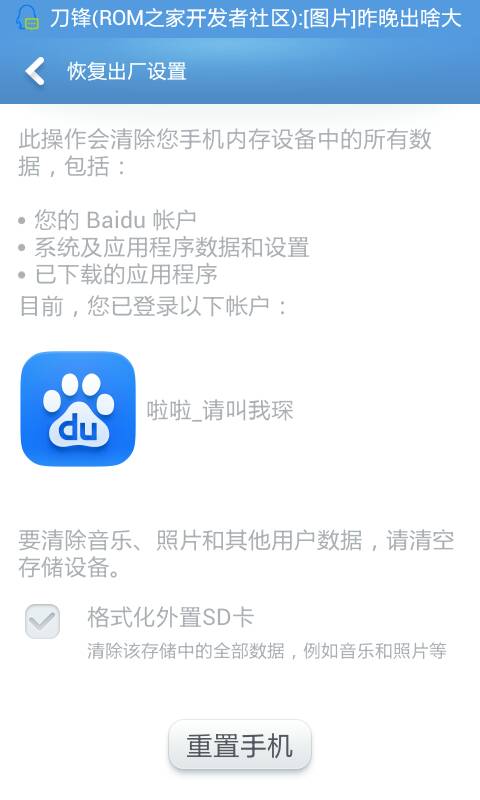 刀锋(ROM之家开发者社区):[图片]昨晚出啥大
恢复出厂设置
此操作会清除您手机内存设备中的所有数
据，包括：
• 您的 Baidu 帐户
• 系统及应用程序数据和设置
• 已下载的应用程序
目前，您已登录以下帐户：
du
啦啦_请叫我琛
要清除音乐、照片和其他用户数据，请清空
存储设备。
格式化外置SD卡
清除该存储中的全部数据，例如音乐和照片等
重置手机